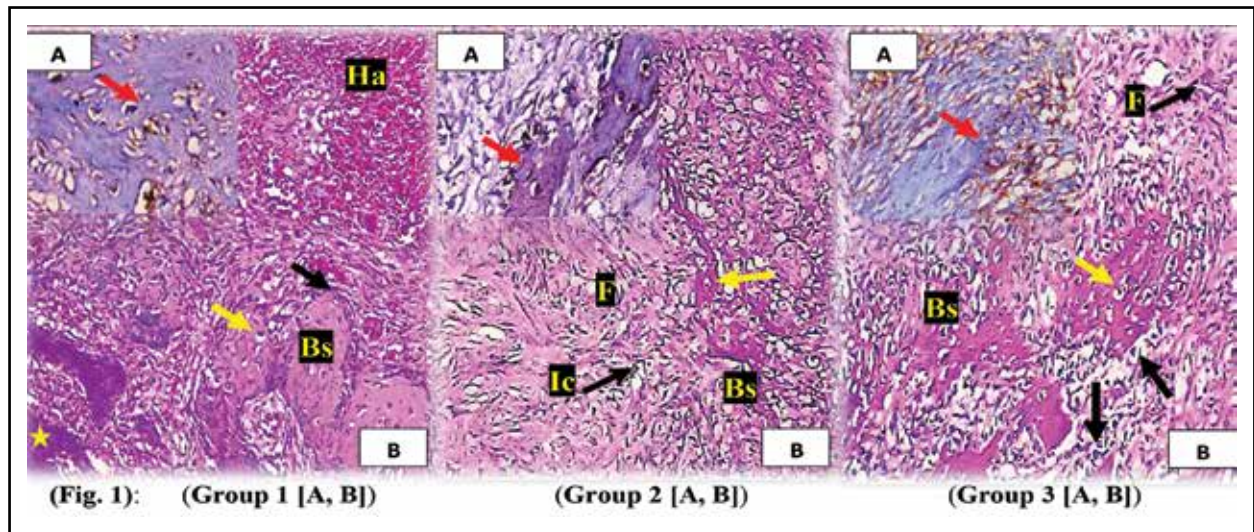 A
Ha
Bs
B
A
F
Ic
Bs
B
A
F
Bs
B
(Fig. 1): (Group 1 [A, B]) (Group 2 [A, B]) (Group 3 [A, B])